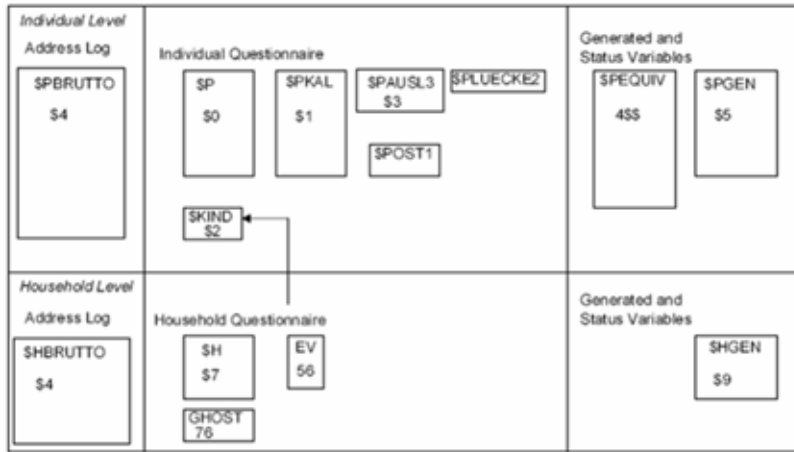 Individual Level
Address Log
$PBRUTTO
$4
Individual Questionnaire
$P
$0
$PKAL
$1
$PAUSL3
$3
$PLUECKE2
$POST1
$KIND
$2
Generated and
Status Variables
$PEQUIV
4$$
$PGEN
$5
Household Level
Address Log
$HBRUTTO
$4
Household Questionnaire
$H
$7
EV
56
GHOST
76
Generated and
Status Variables
$HGEN
$9